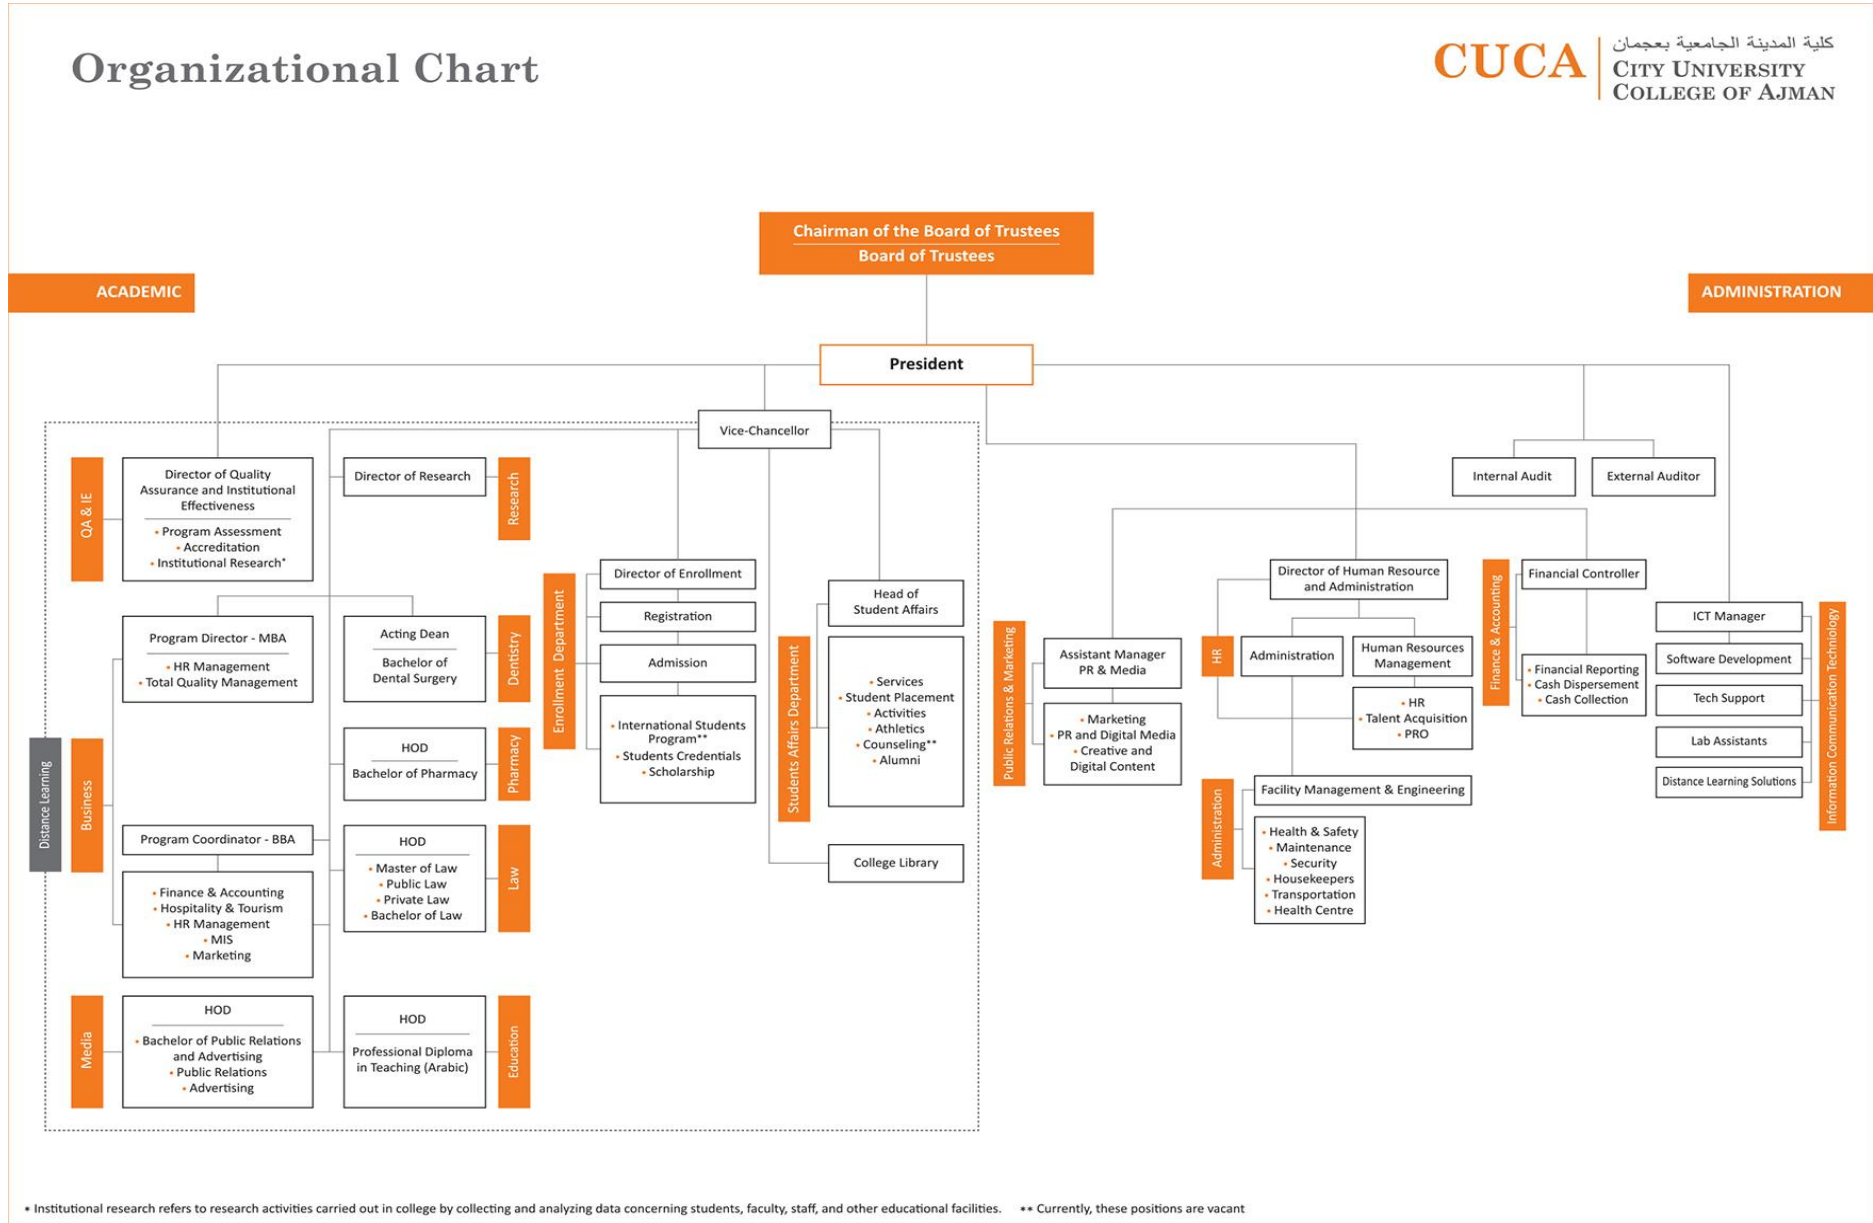 Organizational Chart
CUCA
كلية المدينة الجامعية بعجمان
CITY UNIVERSITY
COLLEGE OF AJMAN
Chairman of the Board of Trustees
Board of Trustees
ACADEMIC
ADMINISTRATION
President
Vice-Chancellor
QA & IE
Director of Quality
Assurance and Institutional
Effectiveness
• Program Assessment
• Accreditation
• Institutional Research*
Director of Research
Research
Internal Audit
External Auditor
Program Director - MBA
• HR Management
• Total Quality Management
Acting Dean
Bachelor of
Dental Surgery
Dentistry
HOD
Bachelor of Pharmacy
Pharmacy
Distance Learning
Business
Program Coordinator - BBA
• Finance & Accounting
• Hospitality & Tourism
• HR Management
• MIS
• Marketing
HOD
• Master of Law
• Public Law
• Private Law
• Bachelor of Law
Law
Media
HOD
• Bachelor of Public Relations
and Advertising
• Public Relations
• Advertising
HOD
Professional Diploma
in Teaching (Arabic)
Education
Enrollment Department
Director of Enrollment
Registration
Admission
• International Students
Program**
• Students Credentials
• Scholarship
Students Affairs Department
Head of
Student Affairs
• Services
• Student Placement
• Activities
• Athletics
• Counseling**
• Alumni
College Library
Public Relations & Marketing
Assistant Manager
PR & Media
• Marketing
• PR and Digital Media
• Creative and
Digital Content
Director of Human Resource
and Administration
HR
Administration
Human Resources
Management
• HR
• Talent Acquisition
• PRO
Facility Management & Engineering
Administration
• Health & Safety
• Maintenance
• Security
• Housekeepers
• Transportation
• Health Centre
Finance & Accounting
Financial Controller
• Financial Reporting
• Cash Dispersement
• Cash Collection
ICT Manager
Software Development
Tech Support
Lab Assistants
Distance Learning Solutions
Information Communication Techniology
* Institutional research refers to research activities carried out in college by collecting and analyzing data concerning students, faculty, staff, and other educational facilities. ** Currently, these positions are vacant